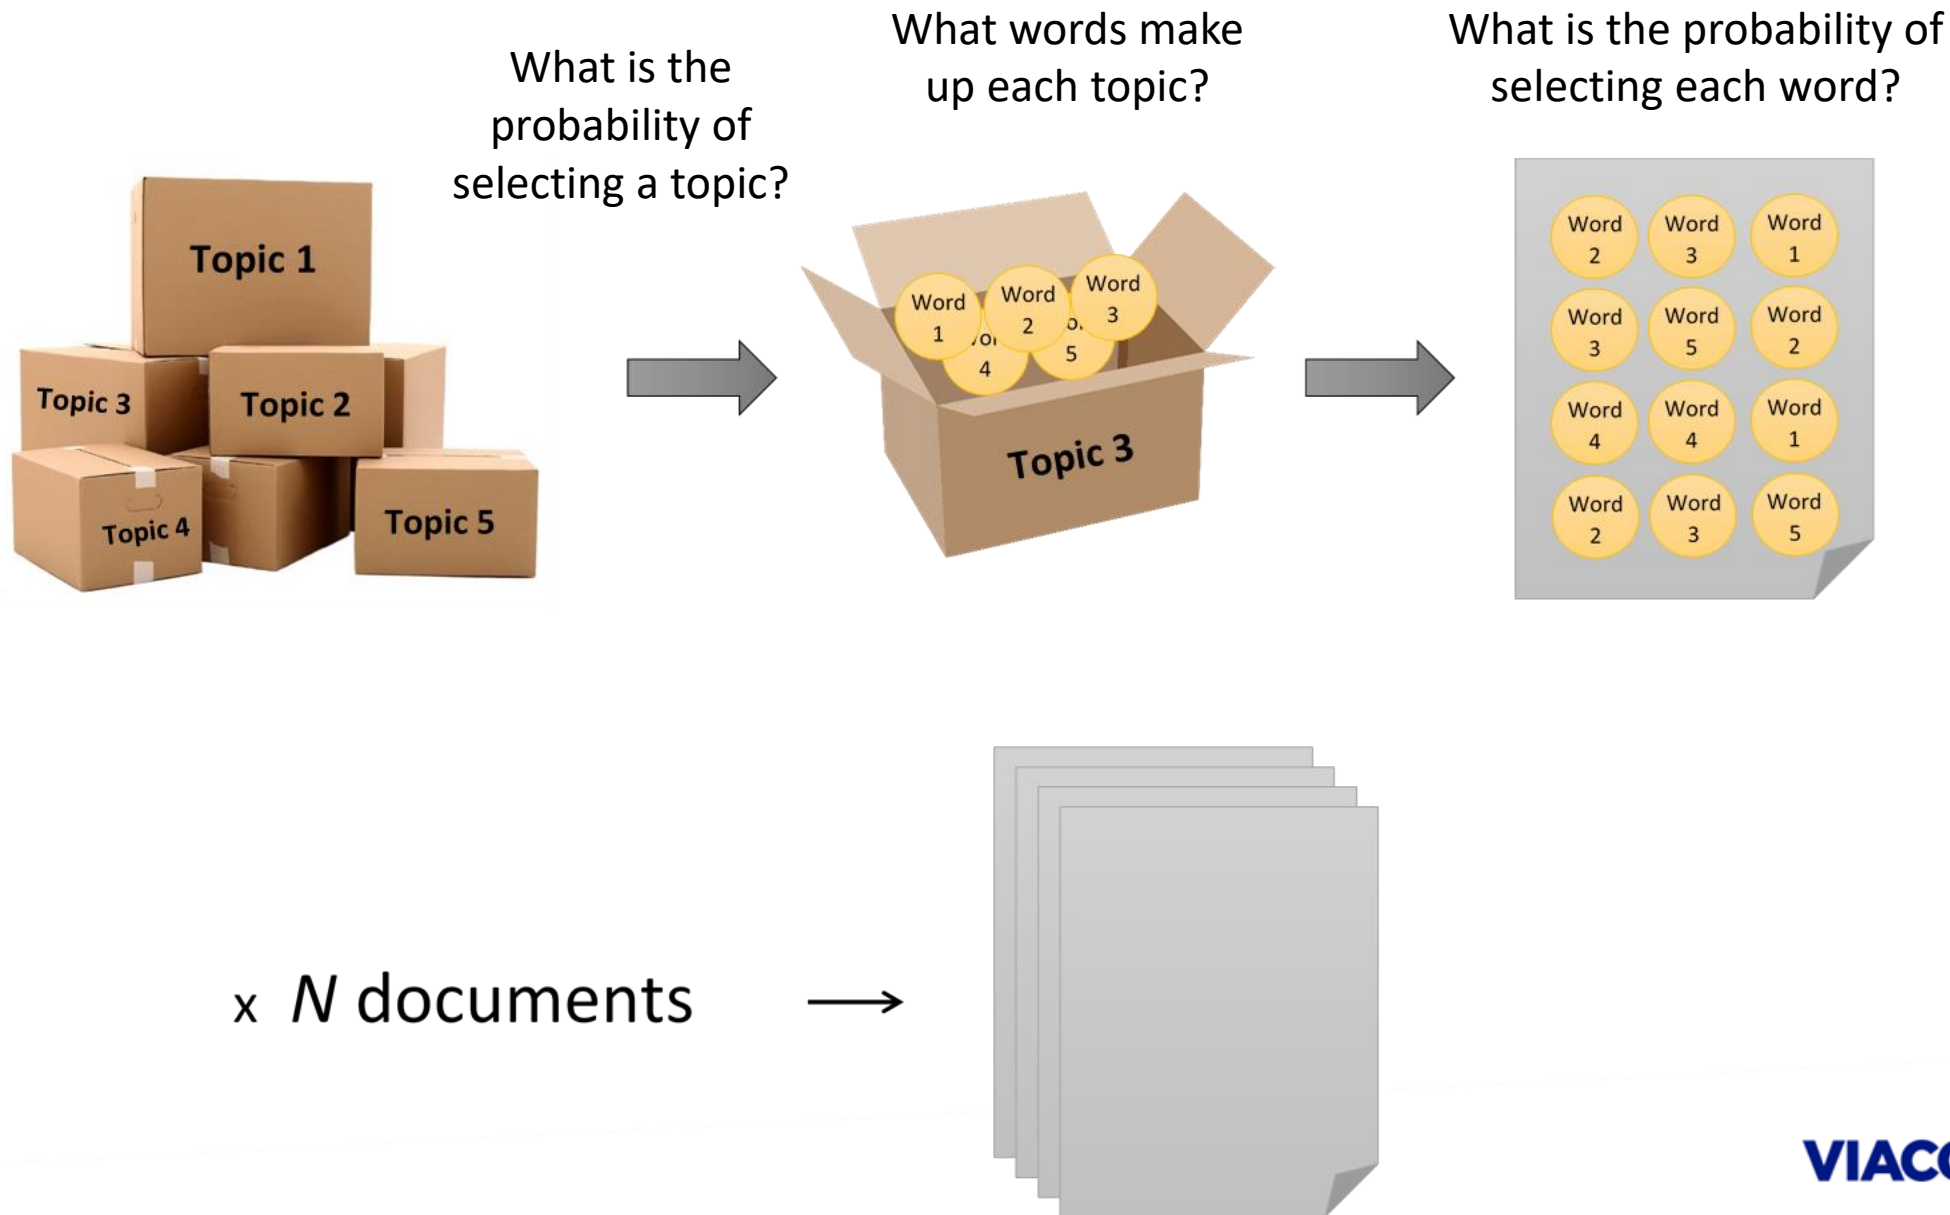 What is the
probability of
selecting a topic?
What words make
up each topic?
What is the probability of
selecting each word?
Topic 1
Topic 3
Topic 2
Topic 4
Topic 5
Word
1
Word
2
Word
3
4
5
Topic 3
Word
2
Word
3
Word
1
Word
3
Word
5
Word
2
Word
4
Word
4
Word
1
Word
2
Word
3
Word
5
x N documents